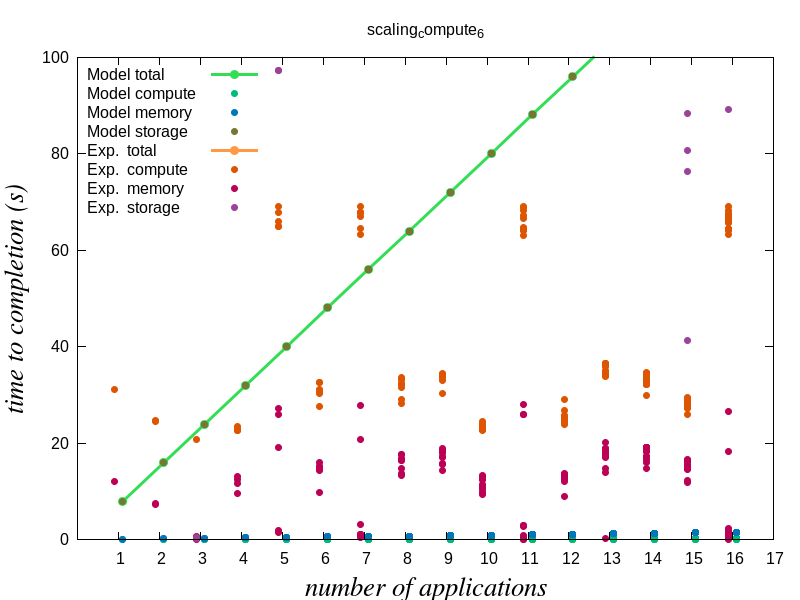 scaling_compute_6
100
80
60
40
20
0
time to completion (s)
Model total
Model compute
Model memory
Model storage
Exp. total
Exp. compute
Exp. memory
Exp. storage
1 2 3 4 5 6 7 8 9 10 11 12 13 14 15 16 17
number of applications